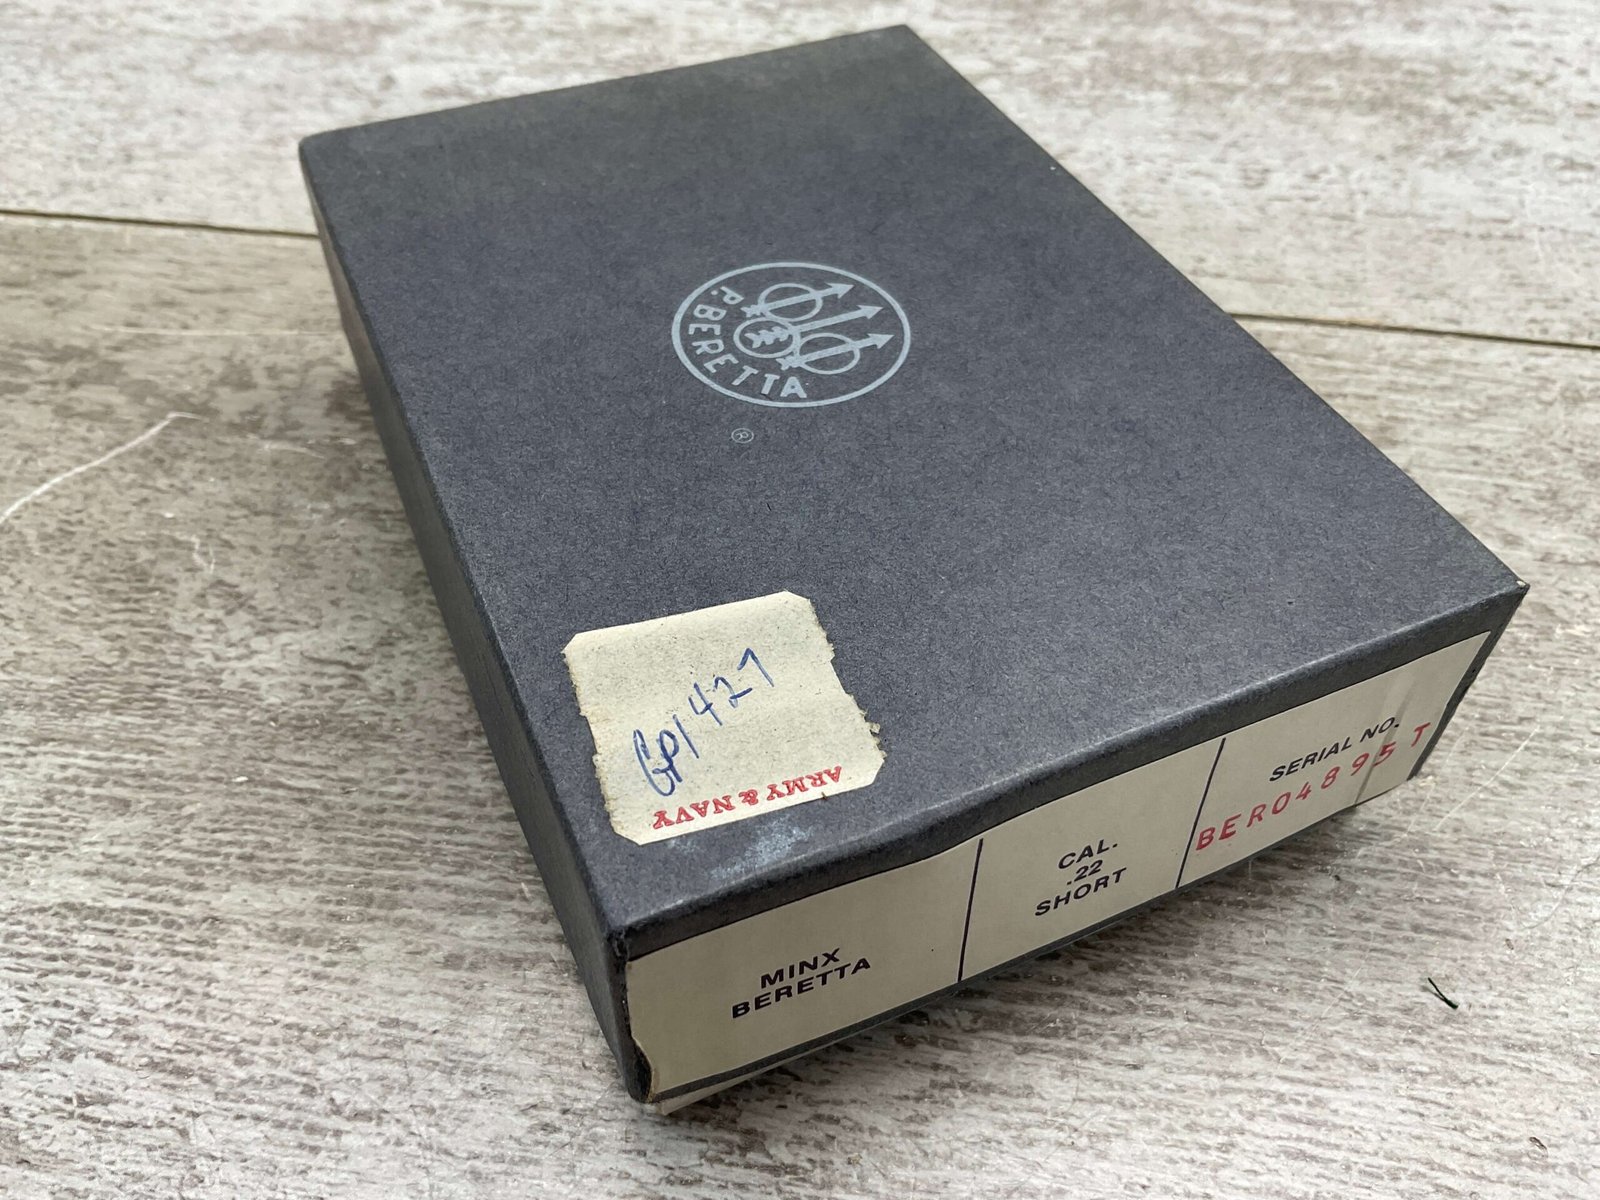 P. BERETTA
®
GP1427
ARMY & NAVY
MINX
BERETTA
CAL.
.22
SHORT
SERIAL NO.
BER04895T